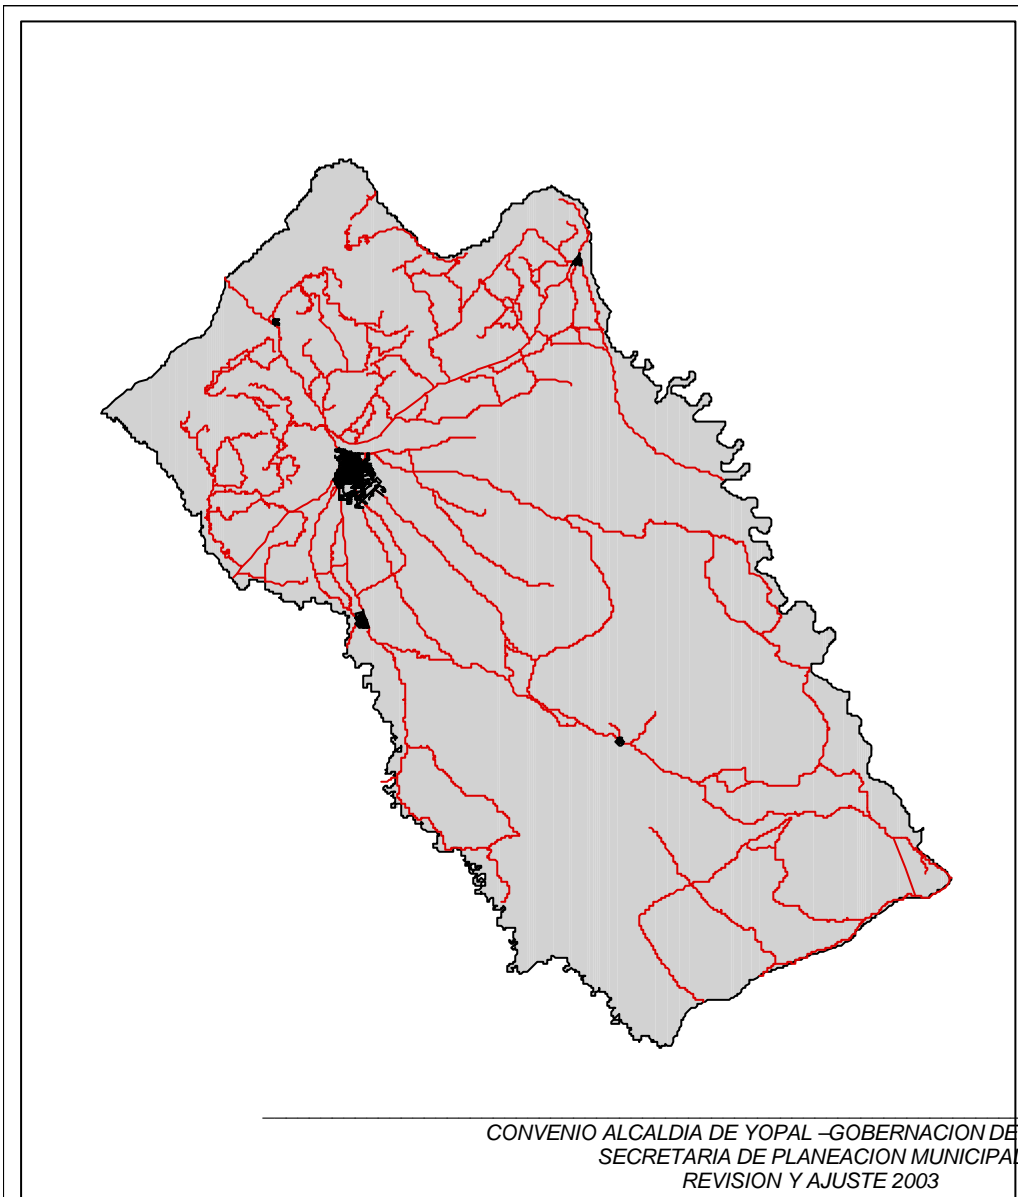 CONVENIO ALCALDIA DE YOPAL –GOBERNACION DE
SECRETARIA DE PLANEACION MUNICIPAL
REVISION Y AJUSTE 2003